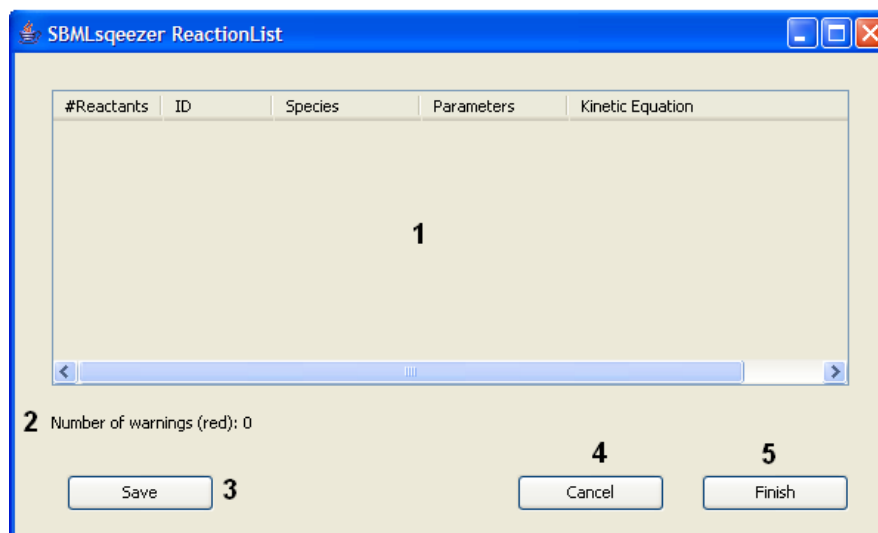 SBMLsqeezer ReactionList
#Reactants ID Species Parameters Kinetic Equation
1
2 Number of warnings (red): 0
4 5
Save 3 Cancel Finish